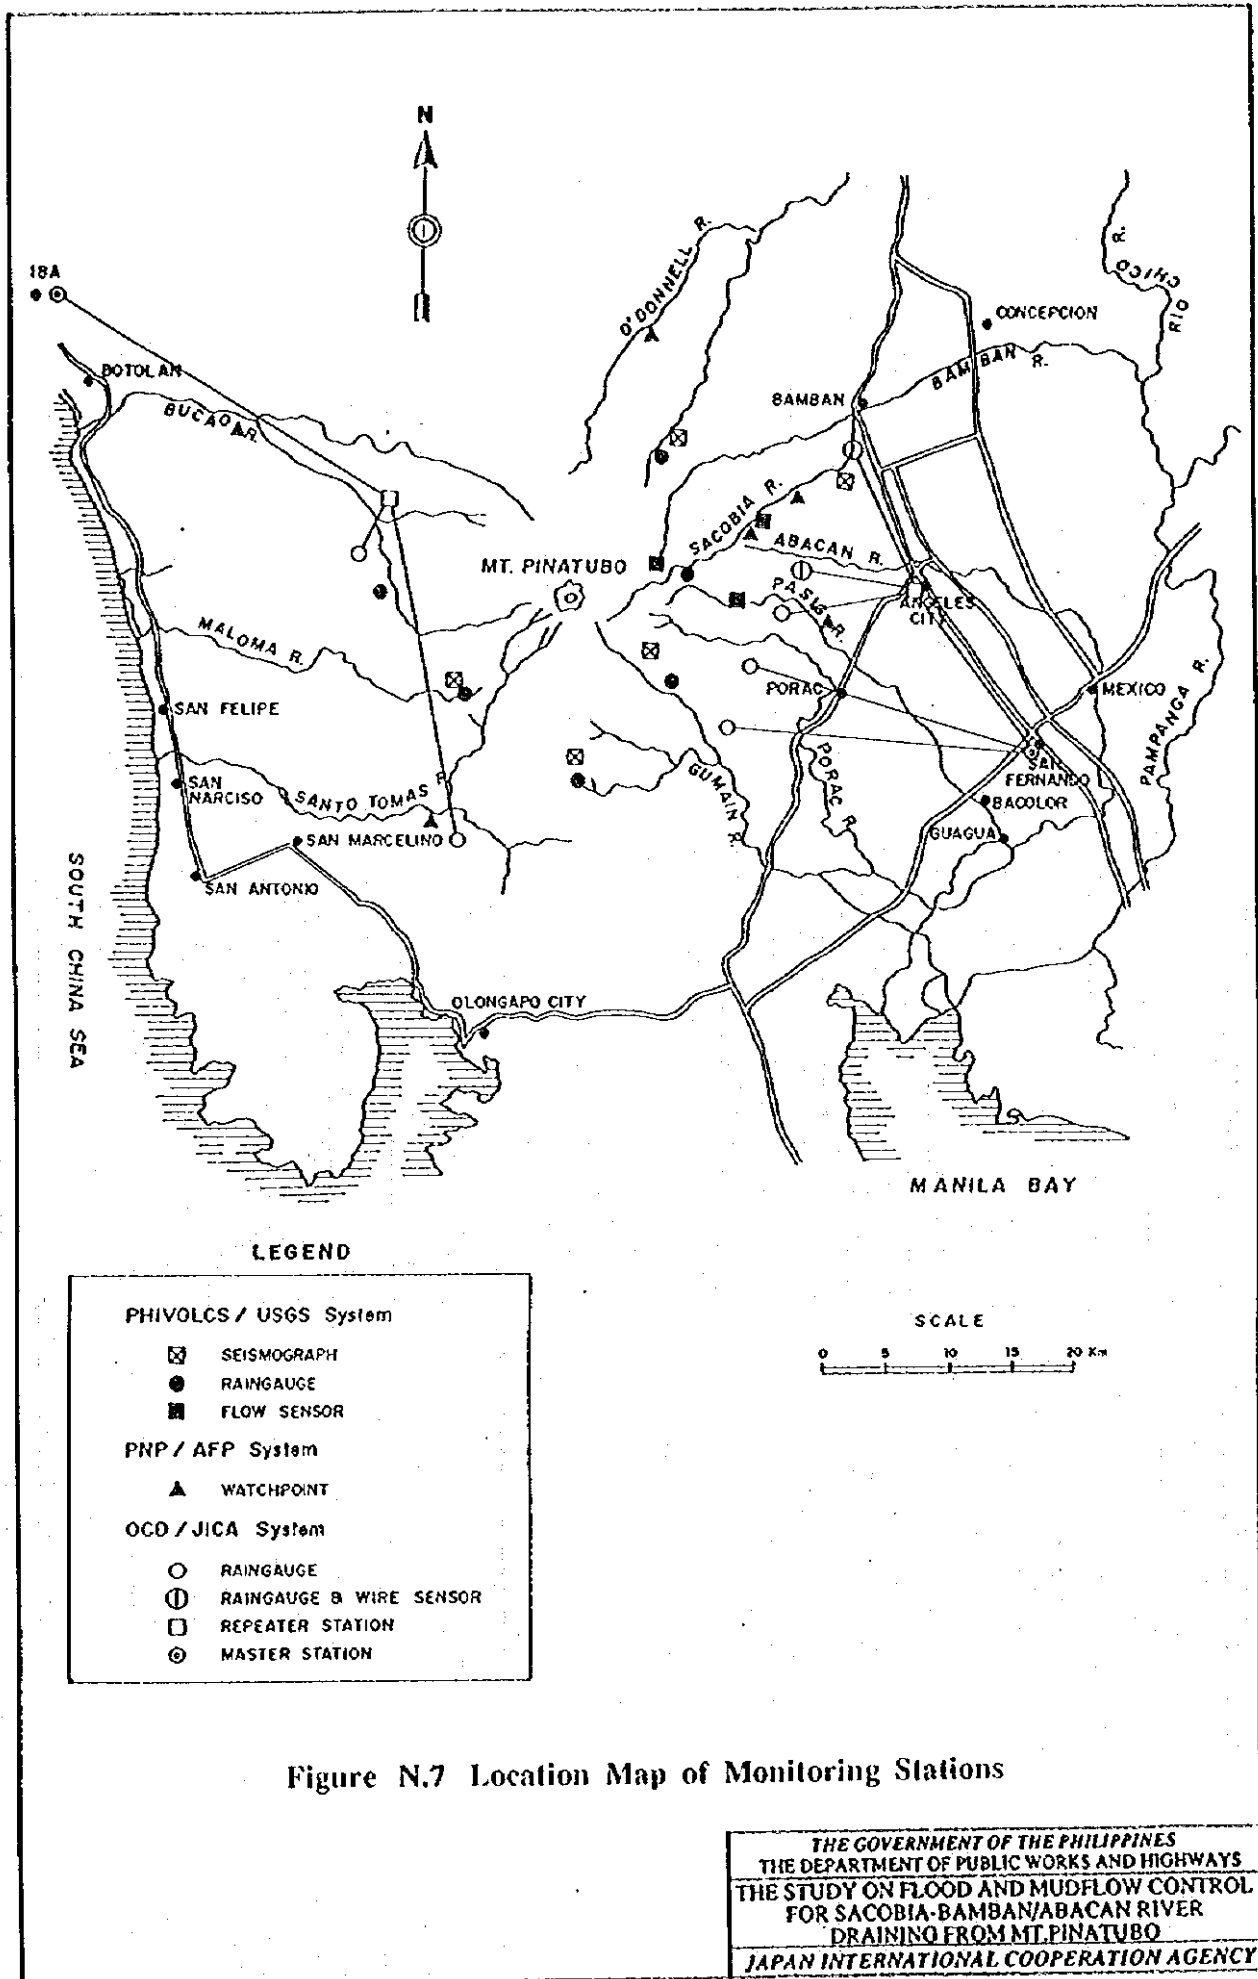 N
18A
BOTOLAN
BUCAO R.
O'DONNELL R.
RIO CHICO R.
CONCEPCION
BAMBAN R.
BAMBAN
SACOBIA R.
ABACAN R.
MT. PINATUBO
PASIG R.
ANGELES
CITY
MALOMA R.
PORAC
MEXICO
SAN FELIPE
PAMPANGA R.
SAN
NARCISO
SANTO TOMAS R.
GUMAIN R.
PORAC R.
SAN
FERNANDO
BACOLOR
SAN MARCELINO
GUAGUA
SAN ANTONIO
SOUTH CHINA SEA
OLONGAPO CITY
MANILA BAY
LEGEND
PHIVOLCS / USGS System
SEISMOGRAPH
RAINGAUGE
FLOW SENSOR
PNP / AFP System
WATCHPOINT
OCD / JICA System
RAINGAUGE
RAINGAUGE & WIRE SENSOR
REPEATER STATION
MASTER STATION
SCALE
0 5 10 15 20 Km
Figure N.7 Location Map of Monitoring Stations
THE GOVERNMENT OF THE PHILIPPINES
THE DEPARTMENT OF PUBLIC WORKS AND HIGHWAYS
THE STUDY ON FLOOD AND MUDFLOW CONTROL
FOR SACOBIA-BAMBAN/ABACAN RIVER
DRAINING FROM MT.PINATUBO
JAPAN INTERNATIONAL COOPERATION AGENCY